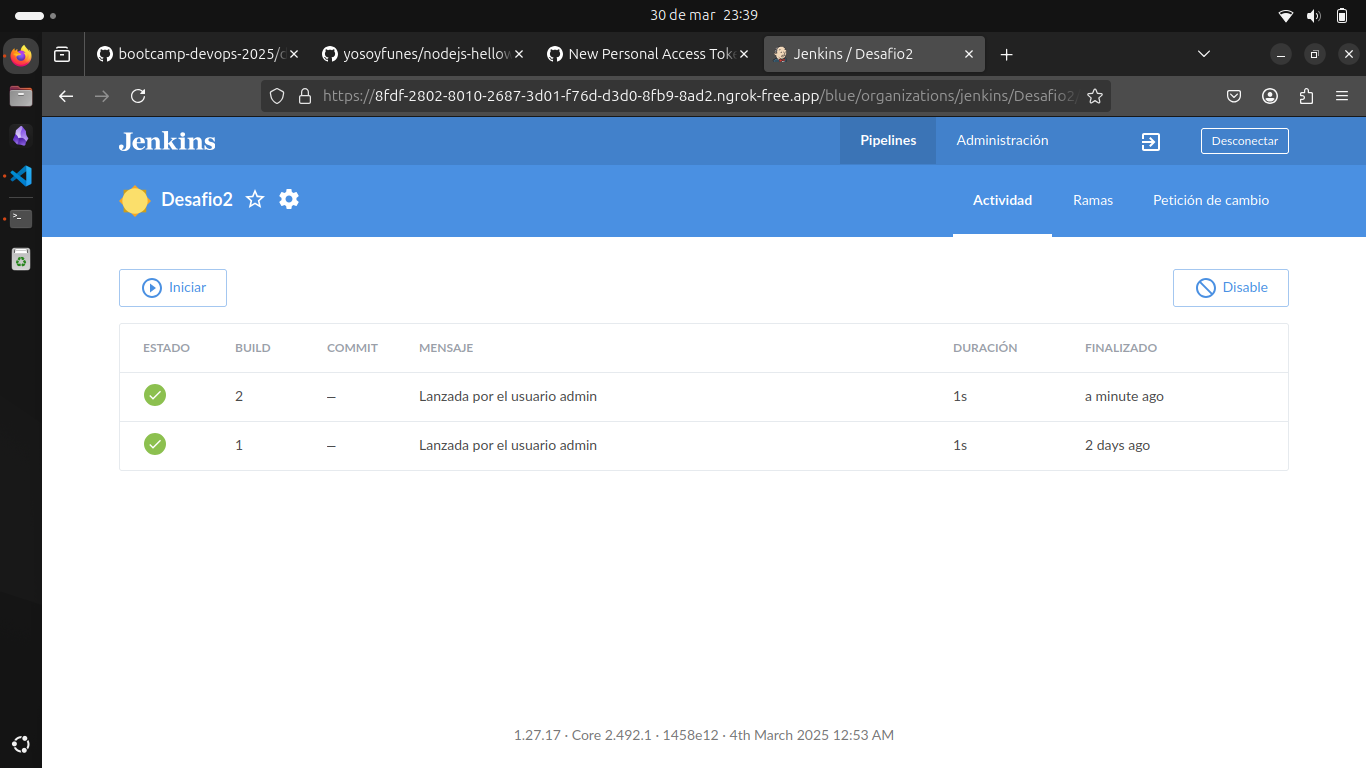 30 de mar 23:39
bootcamp-devops-2025/d
yosoyfunes/nodejs-hellow
New Personal Access Toke
Jenkins / Desafio2
https://8fdf-2802-8010-2687-3d01-f76d-d3d0-8fb9-8ad2.ngrok-free.app/blue/organizations/jenkins/Desafio2/
Jenkins
Pipelines
Administración
Desconectar
Desafio2
Actividad
Ramas
Petición de cambio
Iniciar
Disable
ESTADO BUILD COMMIT MENSAJE DURACIÓN FINALIZADO
2 — Lanzada por el usuario admin 1s a minute ago
1 — Lanzada por el usuario admin 1s 2 days ago
1.27.17 · Core 2.492.1 · 1458e12 · 4th March 2025 12:53 AM